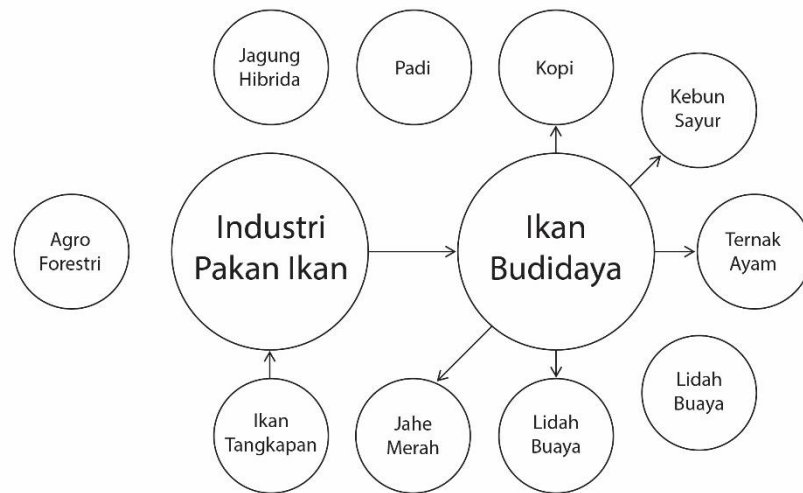 Jagung
Hibrida
Padi
Kopi
Kebun
Sayur
Agro
Forestri
Industri
Pakan Ikan
Ikan
Budidaya
Ternak
Ayam
Ikan
Tangkapan
Jahe
Merah
Lidah
Buaya
Lidah
Buaya